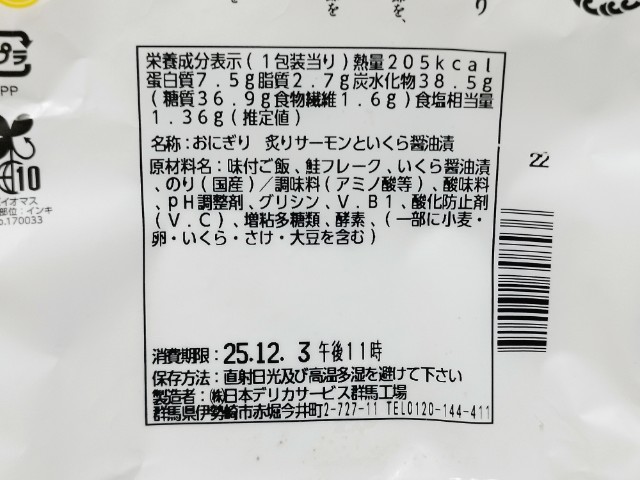 り
を、
を
プラ
PP
栄養成分表示(1包装当り)熱量205kcal
蛋白質7.5g脂質2.7g炭水化物38.5g
(糖質36.9g食物繊維1.6g)食塩相当量
1.36g(推定値)
名称:おにぎり 炙りサーモンといくら醤油漬
原材料名:味付ご飯、鮭フレーク、いくら醤油漬
、のり(国産)/調味料(アミノ酸等)、酸味料
、pH調整剤、グリシン、V.B1、酸化防止剤
(V.C)、増粘多糖類、酵素、(一部に小麦・
卵・いくら・さけ・大豆を含む)
消費期限:25.12. 3 午後11時
保存方法:直射日光及び高温多湿を避けて下さい
製造者:㈱日本デリカサービス群馬工場
群馬県伊勢崎市赤堀今井町2-727-11 TEL0120-144-411
22
10
イオマス
部位:インキ
o.170033